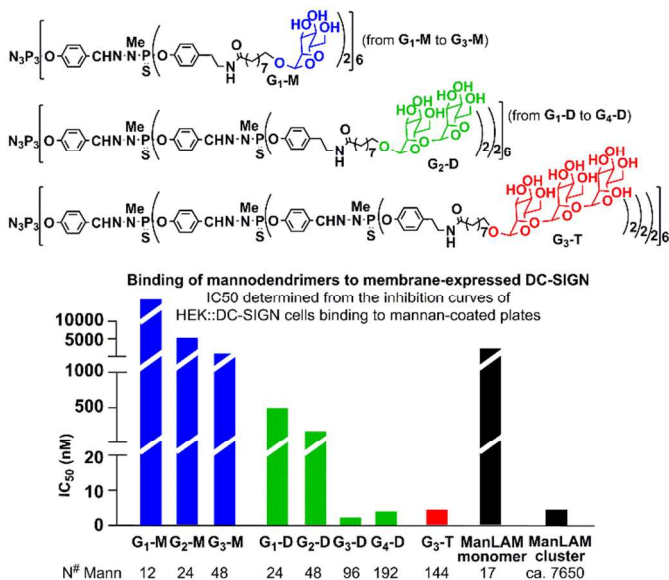 N3P3[O-CHN-N-P(Me)(S)(O-N(H)-C(O)-7-O-OH OH HO HO O)2]6 (from G1-M to G3-M)
G1-M
N3P3[O-CHN-N-P(Me)(S)(O-CHN-N-P(Me)(S)(O-N(H)-C(O)-7-O)2)2]6 (from G1-D to G4-D)
G2-D
N3P3[O-CHN-N-P(Me)(S)(O-CHN-N-P(Me)(S)(O-CHN-N-P(Me)(S)(O-N(H)-C(O)-7-O)2)2)2]6
G3-T
Binding of mannodendrimers to membrane-expressed DC-SIGN
IC50 determined from the inhibition curves of
HEK::DC-SIGN cells binding to mannan-coated plates
IC50 (nM)
10000
5000
1000
500
20
10
0
G1-M G2-M G3-M G1-D G2-D G3-D G4-D G3-T ManLAM monomer ManLAM cluster
N# Mann 12 24 48 24 48 96 192 144 17 ca. 7650